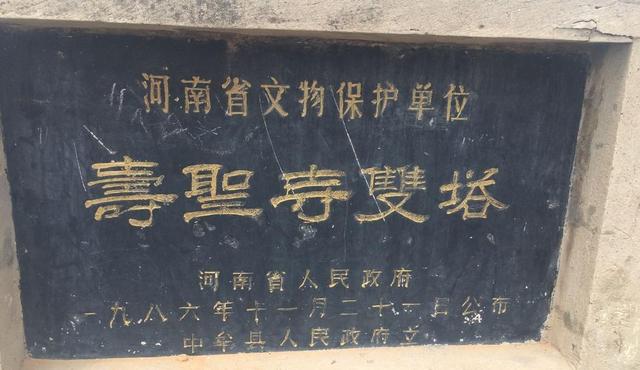 河南省文物保护单位
壽聖寺雙塔
河南省人民政府
一九八六年十一月二十一日公布
中牟县人民政府立